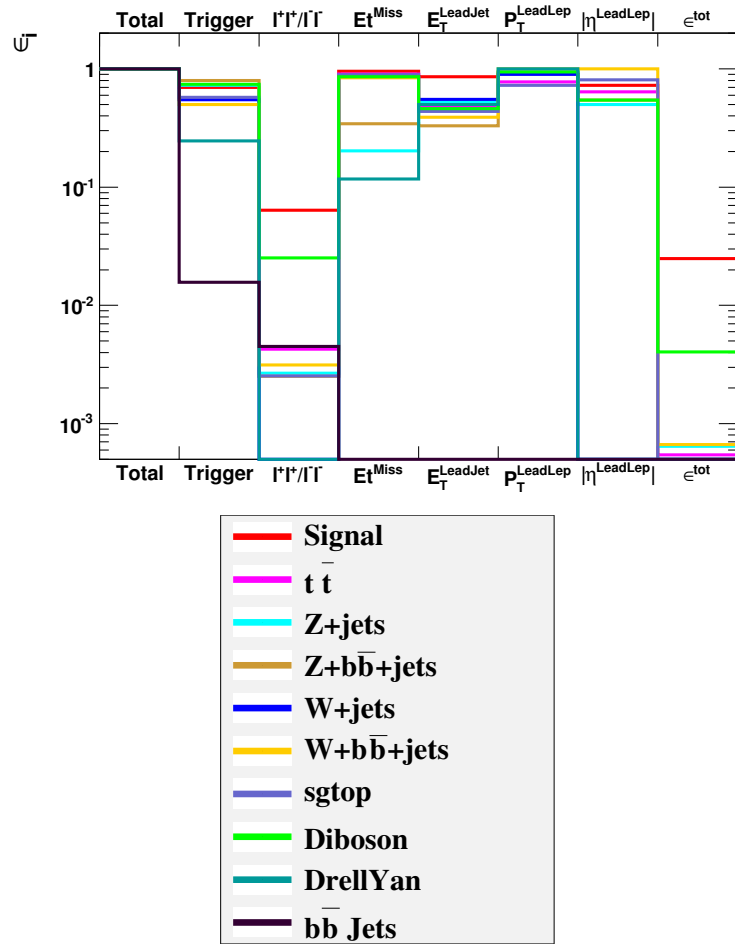 Total Trigger l⁺l⁺/l⁻l⁻ Et^Miss E_T^LeadJet P_T^LeadLep |η^LeadLep| ε^tot
1
10⁻¹
10⁻²
10⁻³
Total Trigger l⁺l⁺/l⁻l⁻ Et^Miss E_T^LeadJet P_T^LeadLep |η^LeadLep| ε^tot
Signal
t t̅
Z+jets
Z+bb̅+jets
W+jets
W+bb̅+jets
sgtop
Diboson
DrellYan
bb̅ Jets